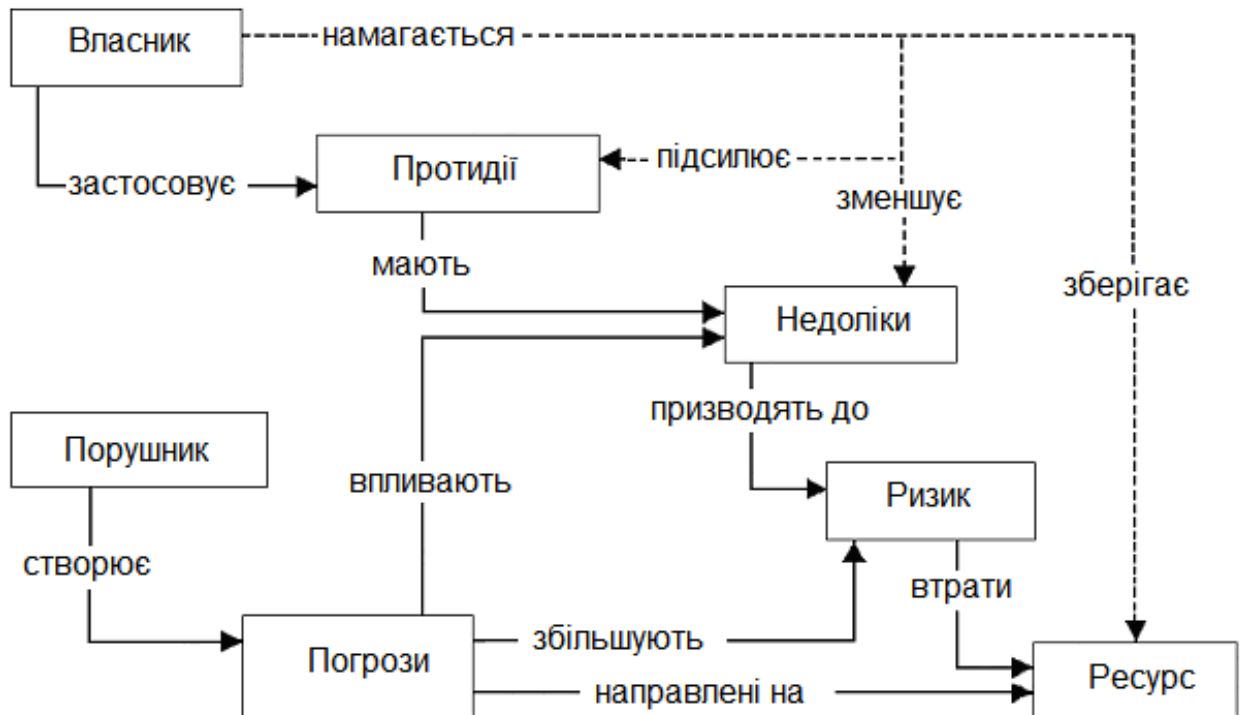 Власник
намагається
Протидії
підсилює
застосовує
зменшує
мають
зберігає
Недоліки
призводять до
Порушник
впливають
Ризик
створює
втрати
збільшують
Погрози
направлені на
Ресурс